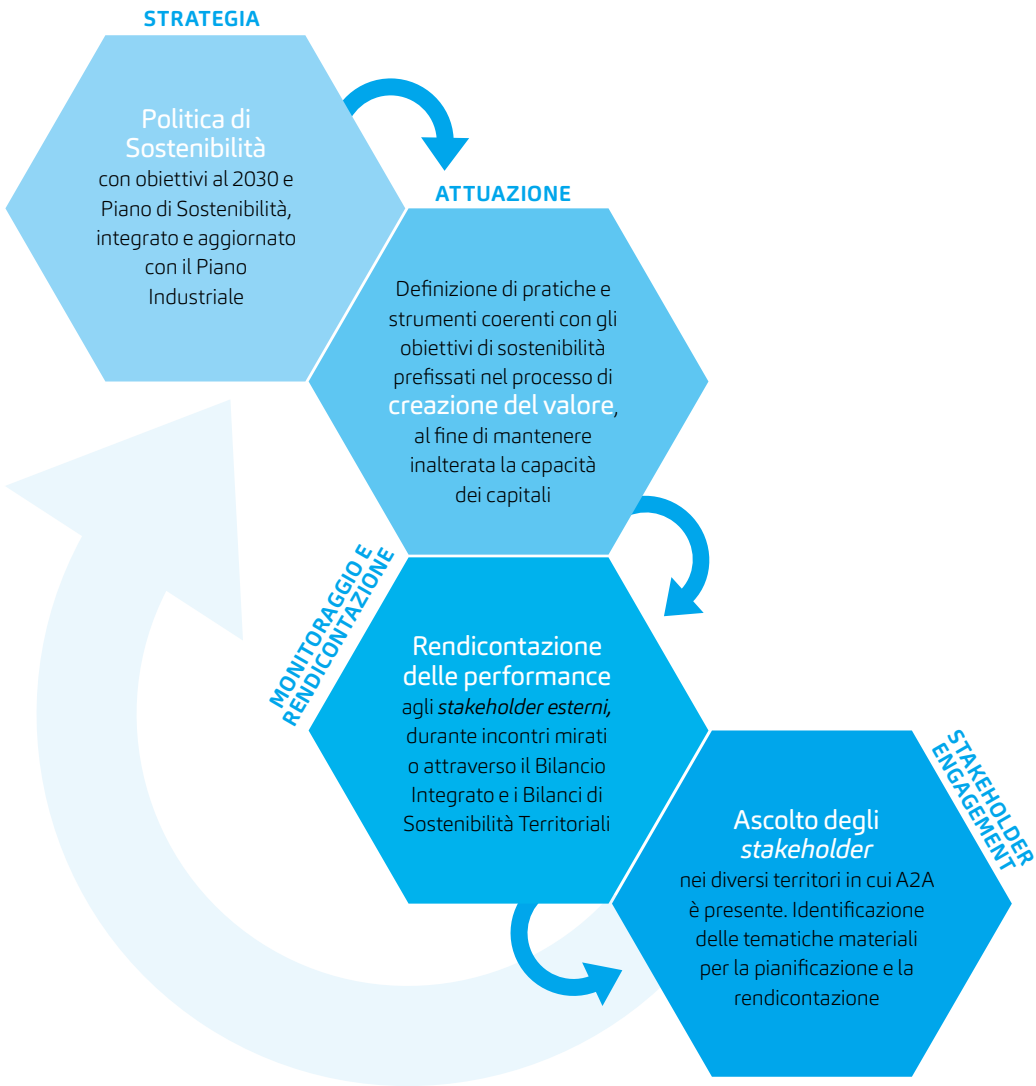 STRATEGIA
Politica di
Sostenibilità
con obiettivi al 2030 e
Piano di Sostenibilità,
integrato e aggiornato
con il Piano
Industriale
ATTUAZIONE
Definizione di pratiche e
strumenti coerenti con gli
obiettivi di sostenibilità
prefissati nel processo di
creazione del valore,
al fine di mantenere
inalterata la capacità
dei capitali
MONITORAGGIO E
RENDICONTAZIONE
Rendicontazione
delle performance
agli stakeholder esterni,
durante incontri mirati
o attraverso il Bilancio
Integrato e i Bilanci di
Sostenibilità Territoriali
STAKEHOLDER
ENGAGEMENT
Ascolto degli
stakeholder
nei diversi territori in cui A2A
è presente. Identificazione
delle tematiche materiali
per la pianificazione e la
rendicontazione